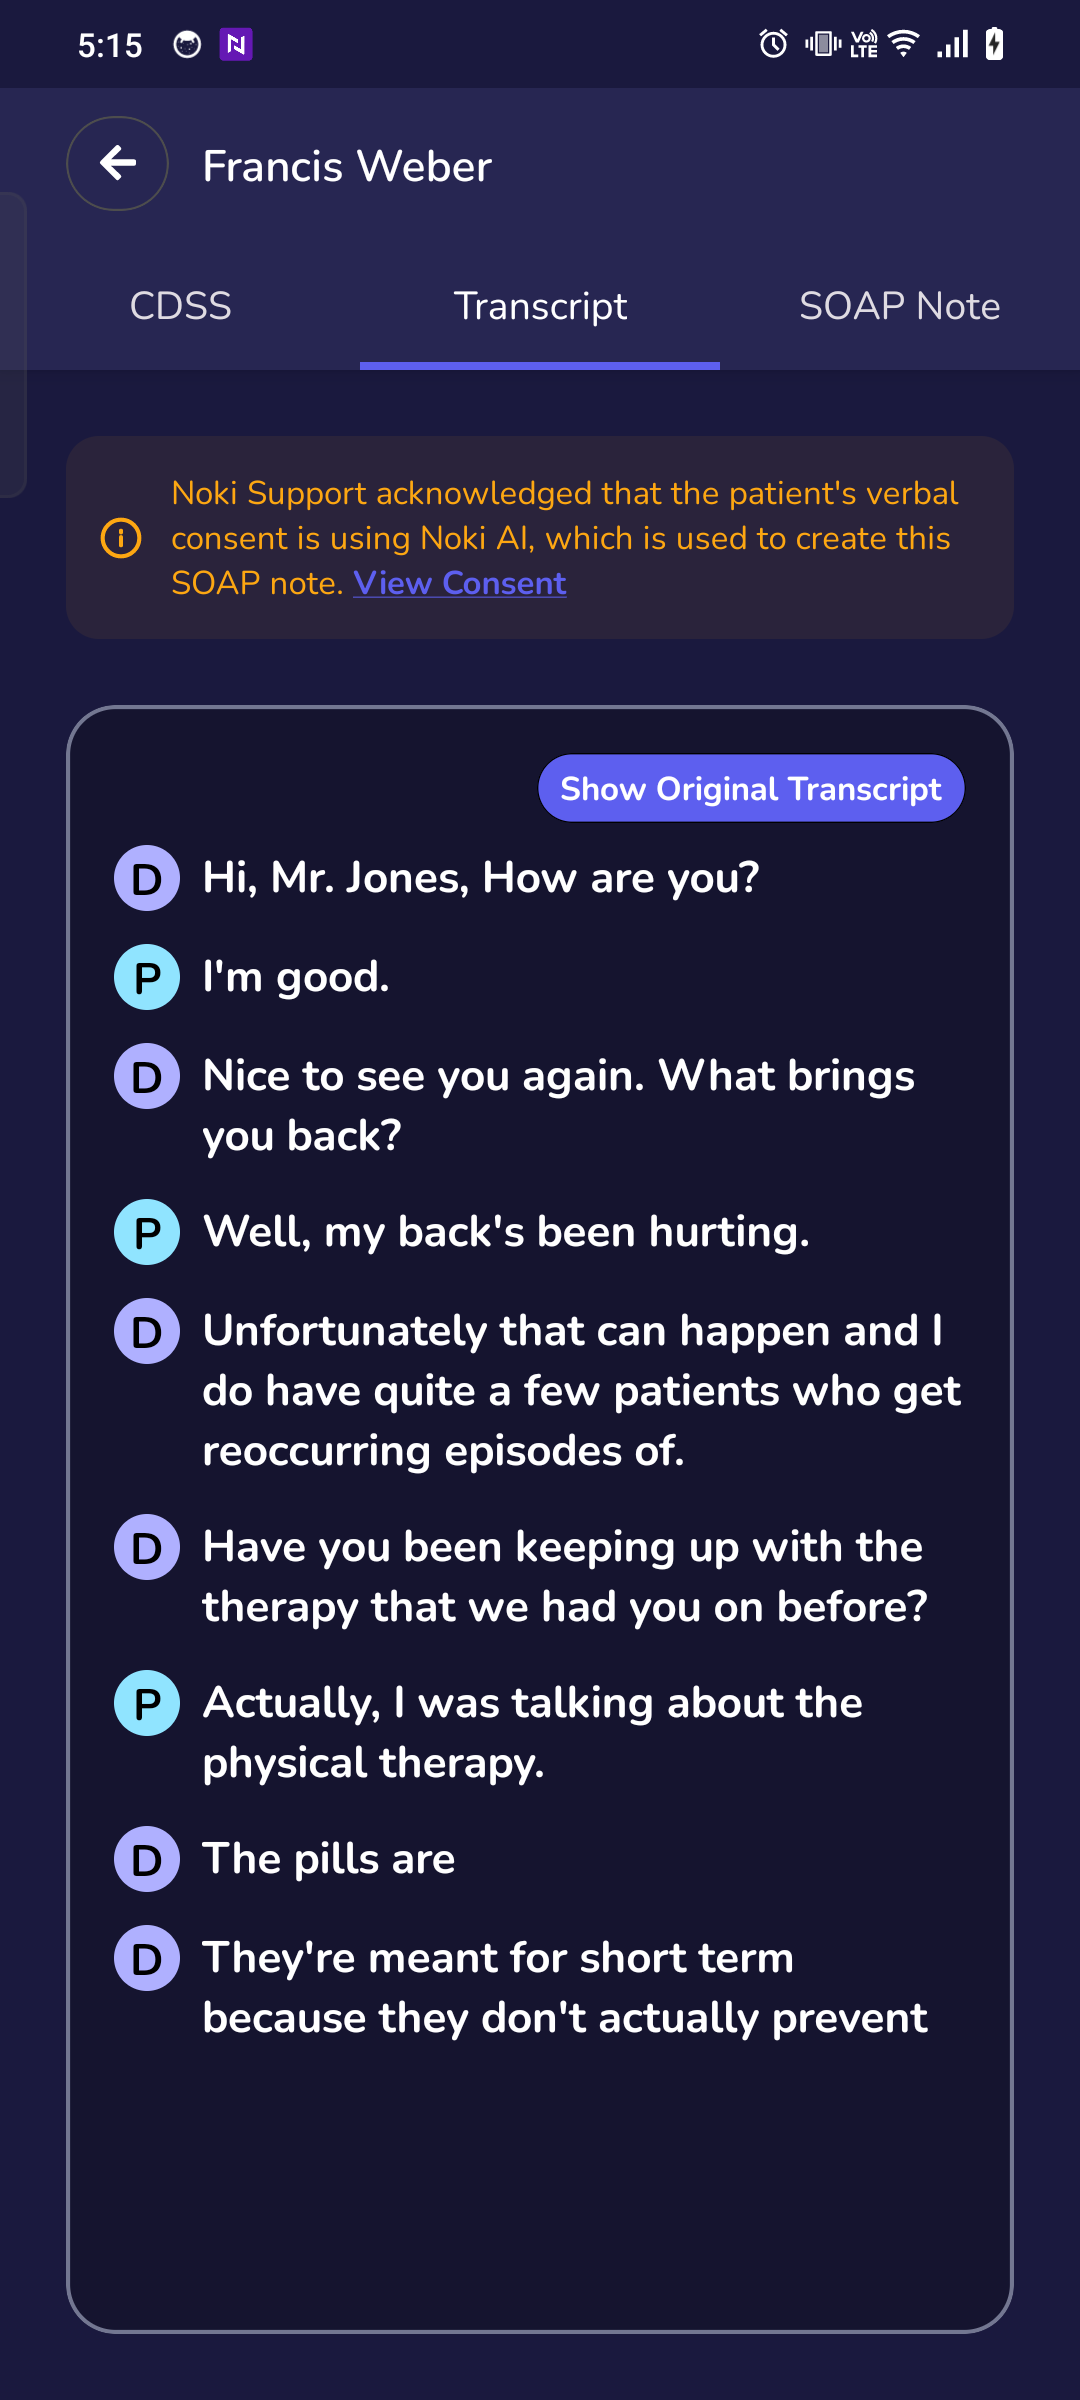 5:15
N
Vo)) LTE
Francis Weber
CDSS
Transcript
SOAP Note
Noki Support acknowledged that the patient's verbal
consent is using Noki AI, which is used to create this
SOAP note. View Consent
Show Original Transcript
D Hi, Mr. Jones, How are you?
P I'm good.
D Nice to see you again. What brings
you back?
P Well, my back's been hurting.
D Unfortunately that can happen and I
do have quite a few patients who get
reoccurring episodes of.
D Have you been keeping up with the
therapy that we had you on before?
P Actually, I was talking about the
physical therapy.
D The pills are
D They're meant for short term
because they don't actually prevent